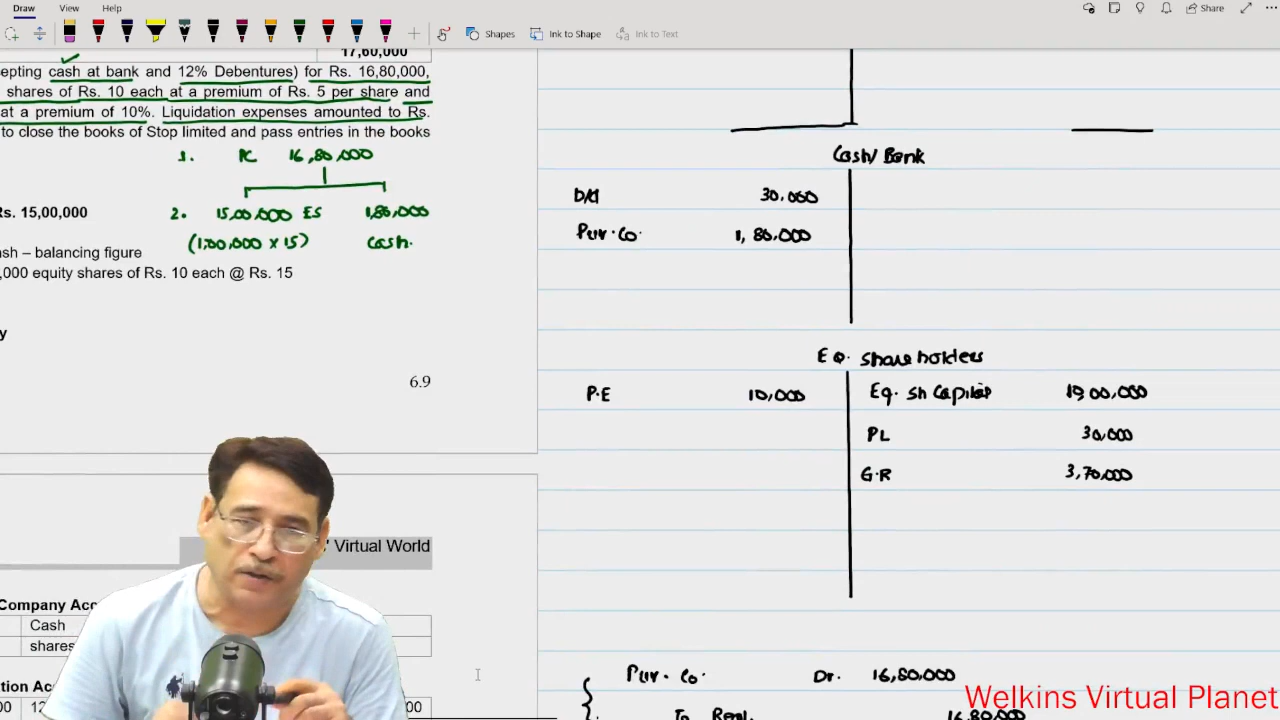 Draw View Help
Share
Shapes Ink to Shape Ink to Text
17,60,000
cepting cash at bank and 12% Debentures) for Rs. 16,80,000,
shares of Rs. 10 each at a premium of Rs. 5 per share and
at a premium of 10%. Liquidation expenses amounted to Rs.
to close the books of Stop limited and pass entries in the books
1. PC 16,80,000
Rs. 15,00,000
2. 15,00,000 ES 1,80,000
(1,00,000 x 15) Cash.
ash – balancing figure
,000 equity shares of Rs. 10 each @ Rs. 15
y
6.9
' Virtual World
Company Acc
Cash
shares
tion Acc
00 12 00
Cash/ Bank
30,000
Pur. Co. 1,80,000
Eq. Shareholders
P.E 10,000 Eq. Sh Capital 00,000
PL 30,000
G.R 3,70,000
Pur. Co. Dr. 16,80,000
To Real. 16,80,000
Welkins Virtual Planet